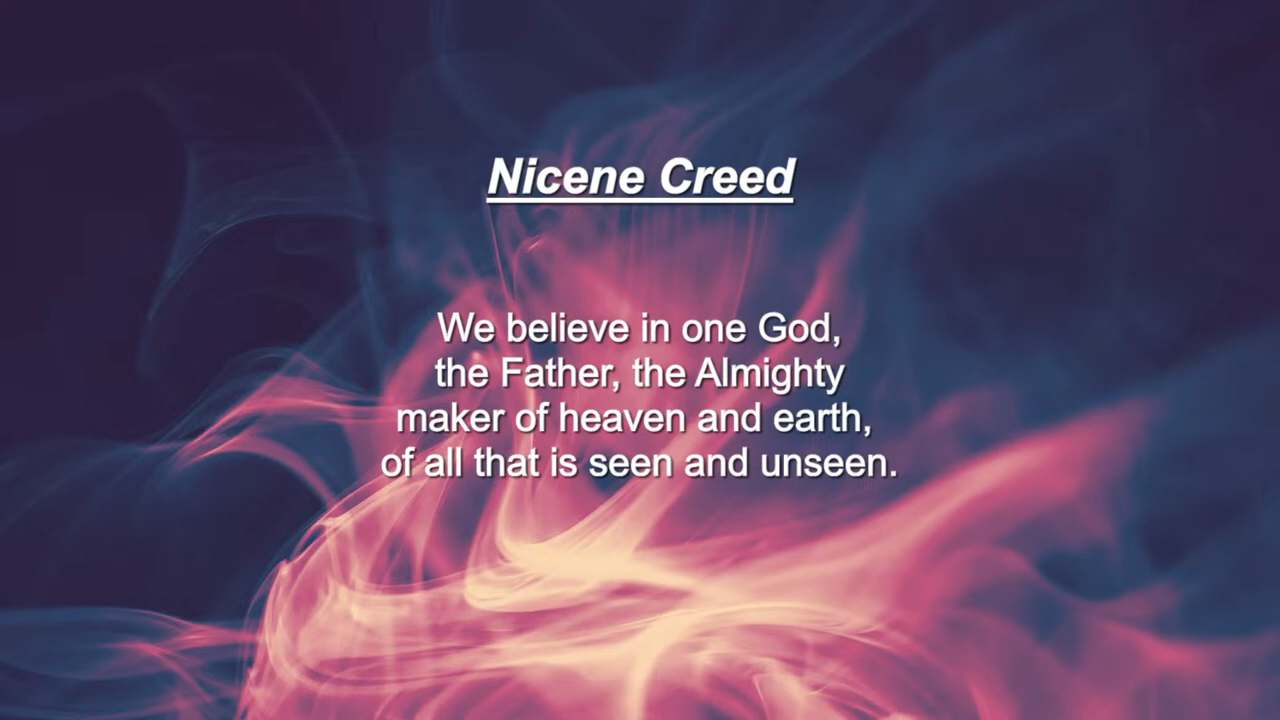 Nicene Creed
We believe in one God,
the Father, the Almighty
maker of heaven and earth,
of all that is seen and unseen.